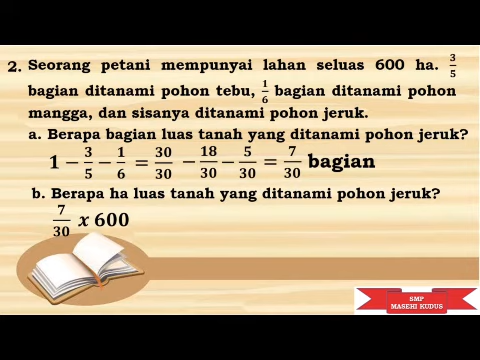 2. Seorang petani mempunyai lahan seluas 600 ha. 3/5
bagian ditanami pohon tebu, 1/6 bagian ditanami pohon
mangga, dan sisanya ditanami pohon jeruk.
a. Berapa bagian luas tanah yang ditanami pohon jeruk?
1 − 3/5 − 1/6 = 30/30 − 18/30 − 5/30 = 7/30 bagian
b. Berapa ha luas tanah yang ditanami pohon jeruk?
7/30 x 600
SMP
MASEHI KUDUS